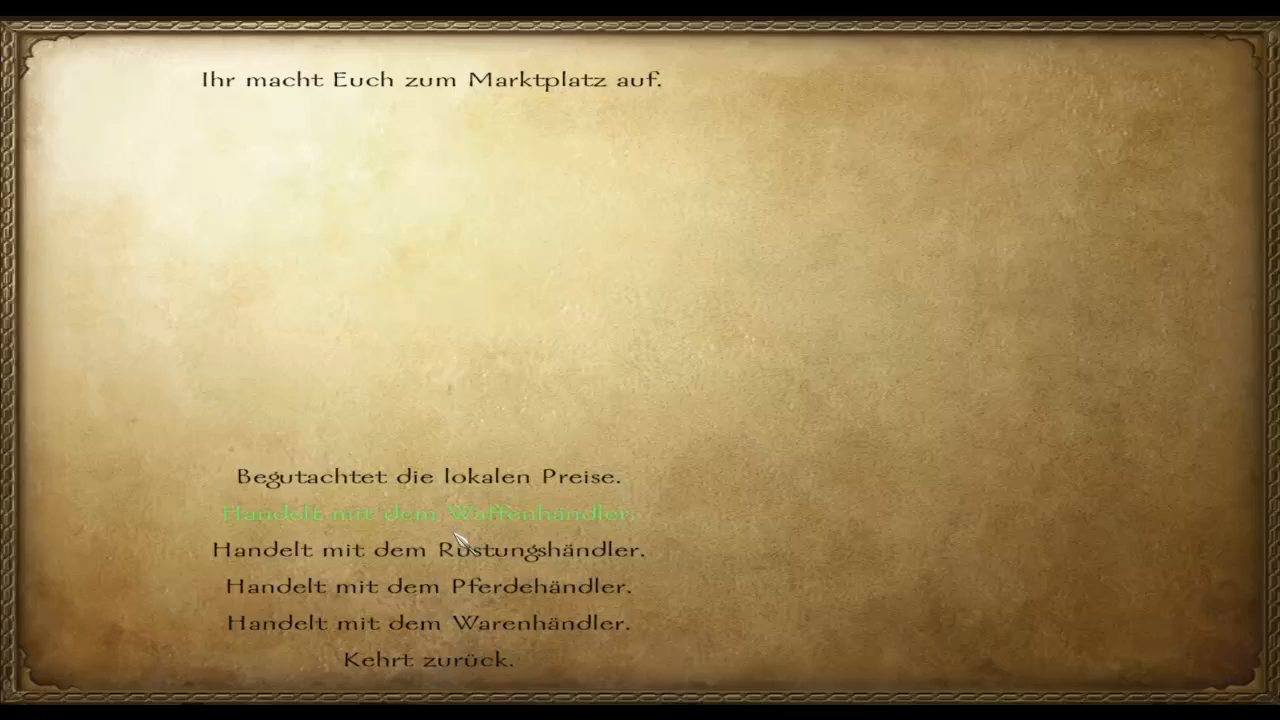 Ihr macht Euch zum Marktplatz auf.
Begutachtet die lokalen Preise.
Handelt mit dem Waffenhändler.
Handelt mit dem Rüstungshändler.
Handelt mit dem Pferdehändler.
Handelt mit dem Warenhändler.
Kehrt zurück.